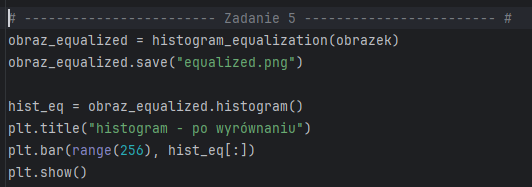 # ------------------------ Zadanie 5 ------------------------ #
obraz_equalized = histogram_equalization(obrazek)
obraz_equalized.save("equalized.png")
hist_eq = obraz_equalized.histogram()
plt.title("histogram - po wyrównaniu")
plt.bar(range(256), hist_eq[:])
plt.show()